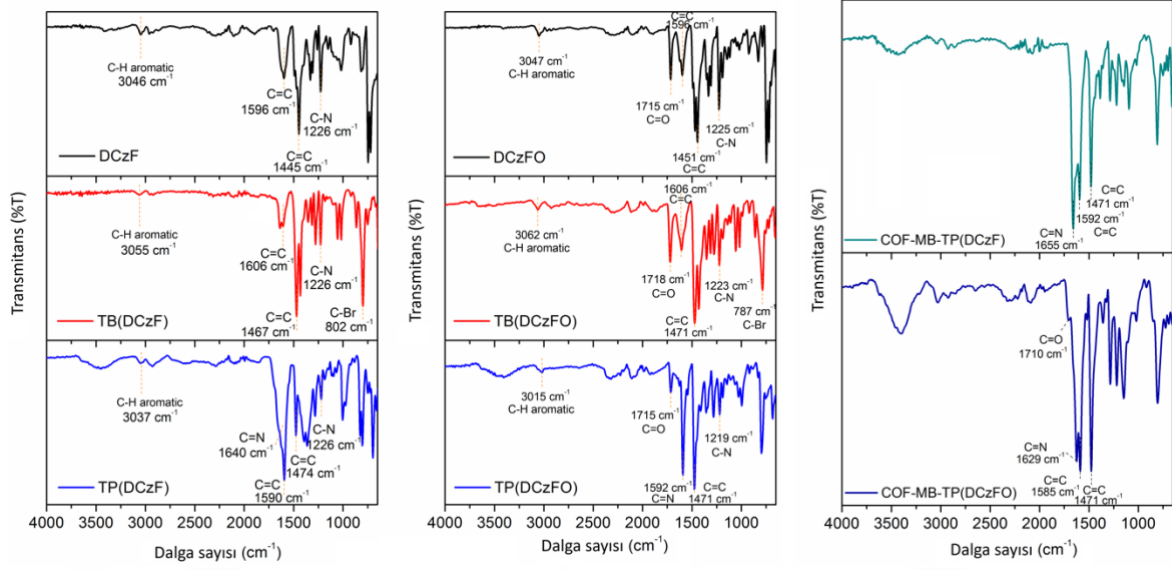 Transmitans (%T)
C-H aromatic
3046 cm⁻¹
C=C
1596 cm⁻¹
C-N
1226 cm⁻¹
C=C
1445 cm⁻¹
DCzF
C-H aromatic
3055 cm⁻¹
C=C
1606 cm⁻¹
C-N
1226 cm⁻¹
C-Br
802 cm⁻¹
C=C
1467 cm⁻¹
TB(DCzF)
C-H aromatic
3037 cm⁻¹
C=N
1640 cm⁻¹
C-N
1226 cm⁻¹
C=C
1474 cm⁻¹
C=C
1590 cm⁻¹
TP(DCzF)
4000 3500 3000 2500 2000 1500 1000
Dalga sayısı (cm⁻¹)
Transmitans (%T)
C=C
1596 cm⁻¹
3047 cm⁻¹
C-H aromatic
1715 cm⁻¹
C=O
1225 cm⁻¹
C-N
1451 cm⁻¹
C=C
DCzFO
1606 cm⁻¹
C=C
3062 cm⁻¹
C-H aromatic
1718 cm⁻¹
C=O
1223 cm⁻¹
C-N
787 cm⁻¹
C-Br
C=C
1471 cm⁻¹
TB(DCzFO)
3015 cm⁻¹
C-H aromatic
1715 cm⁻¹
C=O
1219 cm⁻¹
C-N
1592 cm⁻¹
C=N
C=C
1471 cm⁻¹
TP(DCzFO)
4000 3500 3000 2500 2000 1500 1000
Dalga sayısı (cm⁻¹)
Transmitans (%T)
C=C
1471 cm⁻¹
1592 cm⁻¹
C=C
C=N
1655 cm⁻¹
COF-MB-TP(DCzF)
C=O
1710 cm⁻¹
C=N
1629 cm⁻¹
C=C
1585 cm⁻¹
C=C
1471 cm⁻¹
COF-MB-TP(DCzFO)
4000 3500 3000 2500 2000 1500 1000
Dalga sayısı (cm⁻¹)